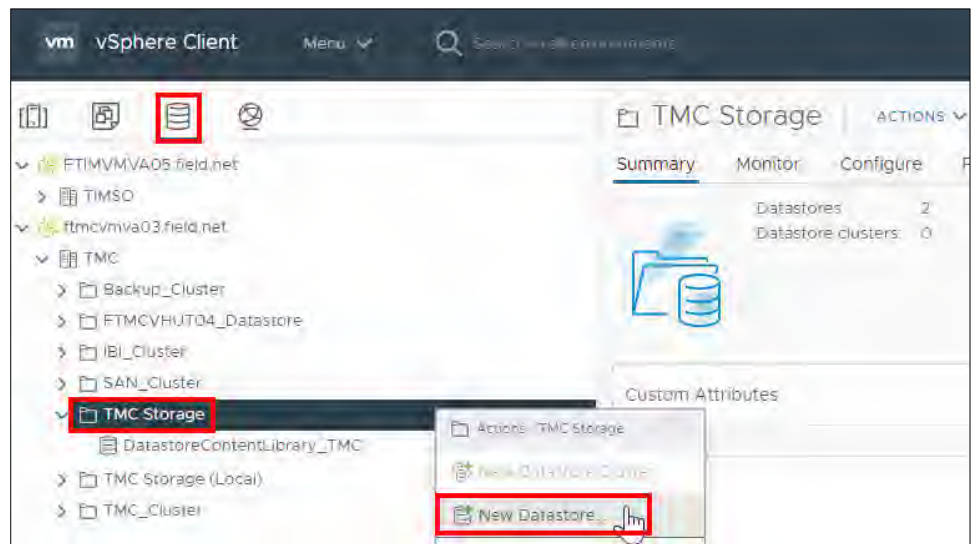 vm vSphere Client Menu
TMC Storage ACTIONS
FTIMVMVA05.field.net Summary Monitor Configure
TIMSO Datastores 2
ftmcvmva03.field.net Datastore clusters: 0
TMC
Backup_Cluster
FTMCVHUT04_Datastore
IBI_Cluster
SAN_Cluster
Custom Attributes
TMC Storage
Actions - TMC Storage
DatastoreContentLibrary_TMC
New Datastore Cluster
TMC Storage (Local)
TMC_Cluster
New Datastore...